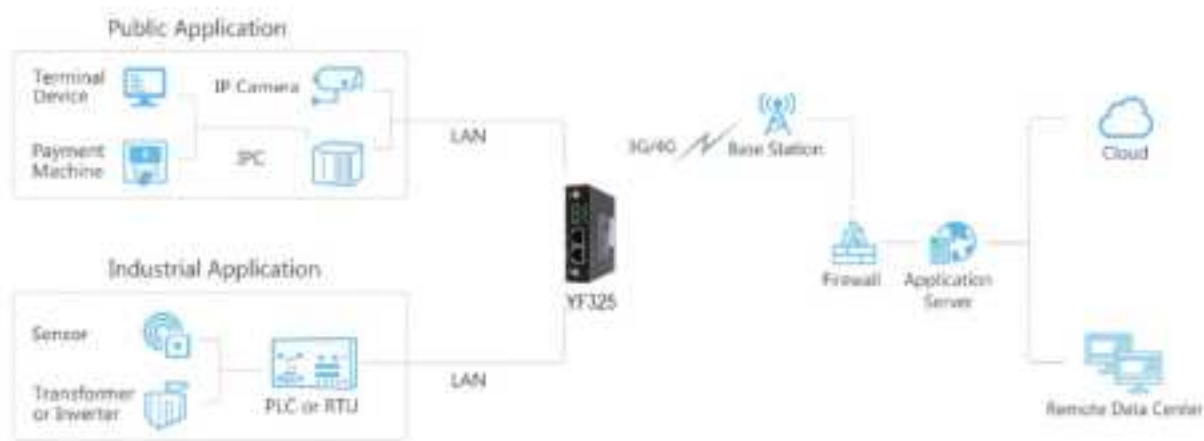 Public Application
Terminal
Device
IP Camera
Payment
Machine
IPC
LAN
3G/4G
Base Station
Cloud
YF325
Firewall
Application
Server
Industrial Application
Sensor
Transformer
or Inverter
PLC or RTU
LAN
Remote Data Center